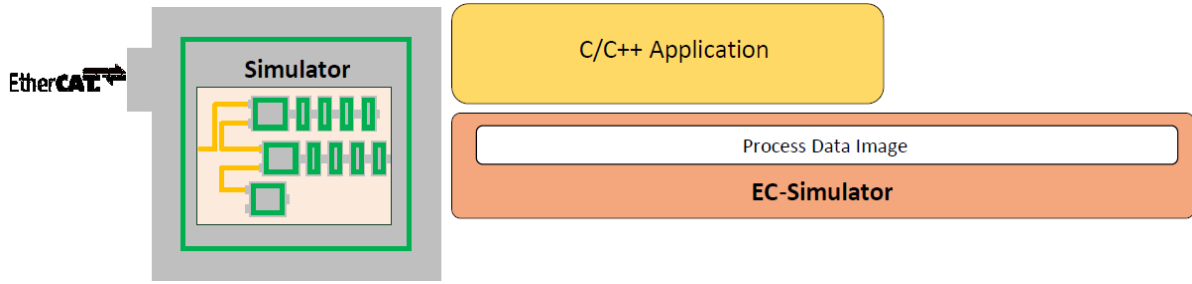 EtherCAT.
Simulator
C/C++ Application
Process Data Image
EC-Simulator